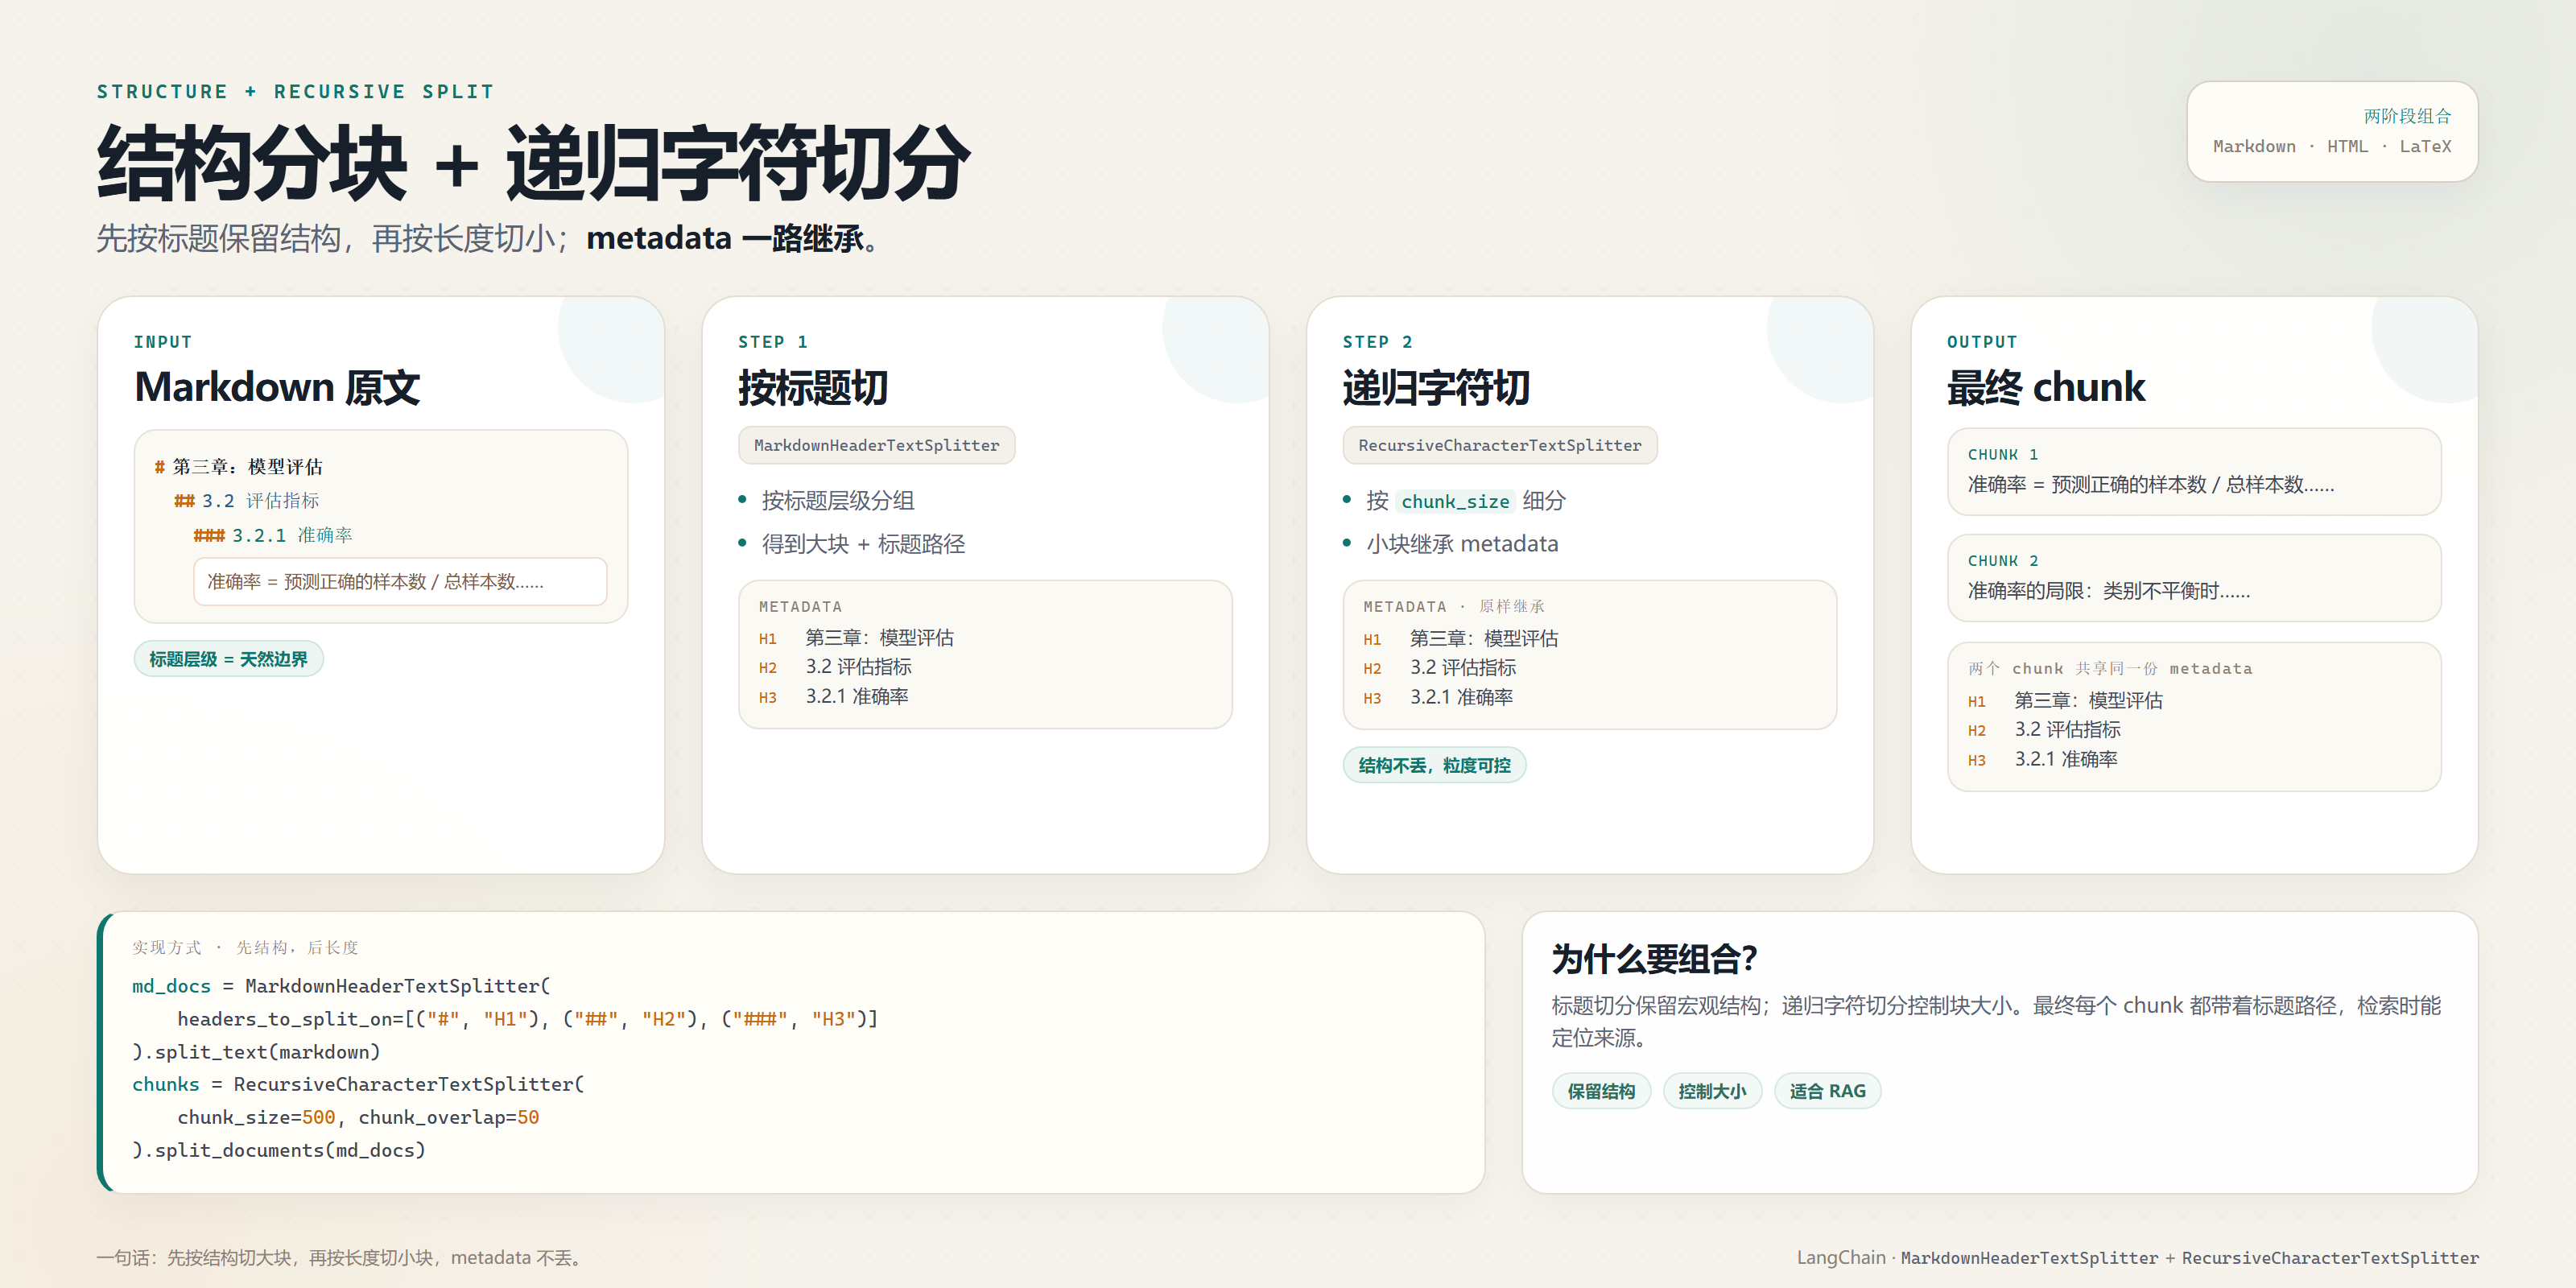 STRUCTURE + RECURSIVE SPLIT
结构分块 + 递归字符切分
先按标题保留结构，再按长度切小；metadata 一路继承。
两阶段组合
Markdown · HTML · LaTeX
INPUT
Markdown 原文
# 第三章：模型评估
## 3.2 评估指标
### 3.2.1 准确率
准确率 = 预测正确的样本数 / 总样本数……
标题层级 = 天然边界
STEP 1
按标题切
MarkdownHeaderTextSplitter
按标题层级分组
得到大块 + 标题路径
METADATA
H1 第三章：模型评估
H2 3.2 评估指标
H3 3.2.1 准确率
STEP 2
递归字符切
RecursiveCharacterTextSplitter
按 chunk_size 细分
小块继承 metadata
METADATA · 原样继承
H1 第三章：模型评估
H2 3.2 评估指标
H3 3.2.1 准确率
结构不丢，粒度可控
OUTPUT
最终 chunk
CHUNK 1
准确率 = 预测正确的样本数 / 总样本数……
CHUNK 2
准确率的局限：类别不平衡时……
两个 chunk 共享同一份 metadata
H1 第三章：模型评估
H2 3.2 评估指标
H3 3.2.1 准确率
实现方式 · 先结构，后长度
md_docs = MarkdownHeaderTextSplitter(
    headers_to_split_on=[("#", "H1"), ("##", "H2"), ("###", "H3")]
).split_text(markdown)
chunks = RecursiveCharacterTextSplitter(
    chunk_size=500, chunk_overlap=50
).split_documents(md_docs)
为什么要组合？
标题切分保留宏观结构；递归字符切分控制块大小。最终每个 chunk 都带着标题路径，检索时能
定位来源。
保留结构 控制大小 适合 RAG
一句话：先按结构切大块，再按长度切小块，metadata 不丢。
LangChain · MarkdownHeaderTextSplitter + RecursiveCharacterTextSplitter